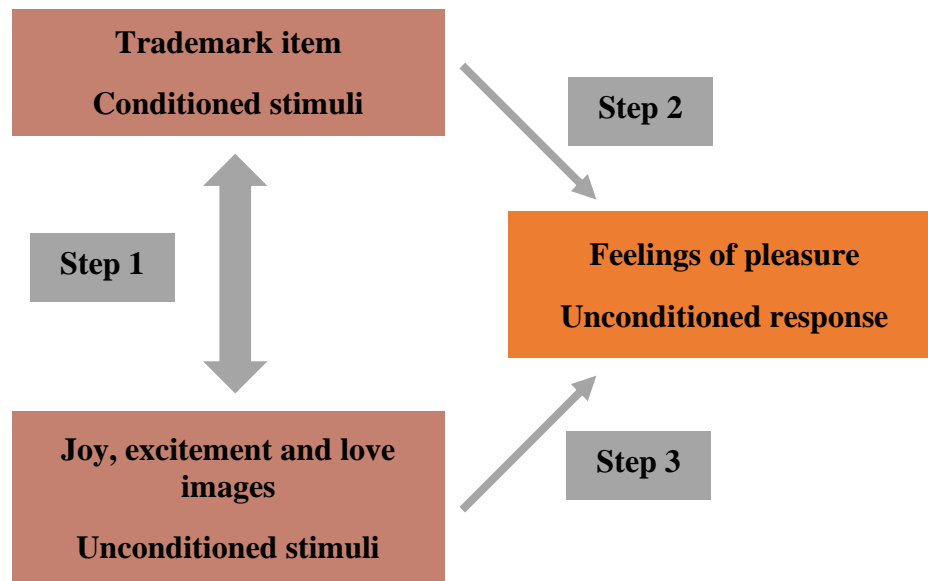 Trademark item
Conditioned stimuli
Step 2
Step 1
Feelings of pleasure
Unconditioned response
Joy, excitement and love
images
Unconditioned stimuli
Step 3